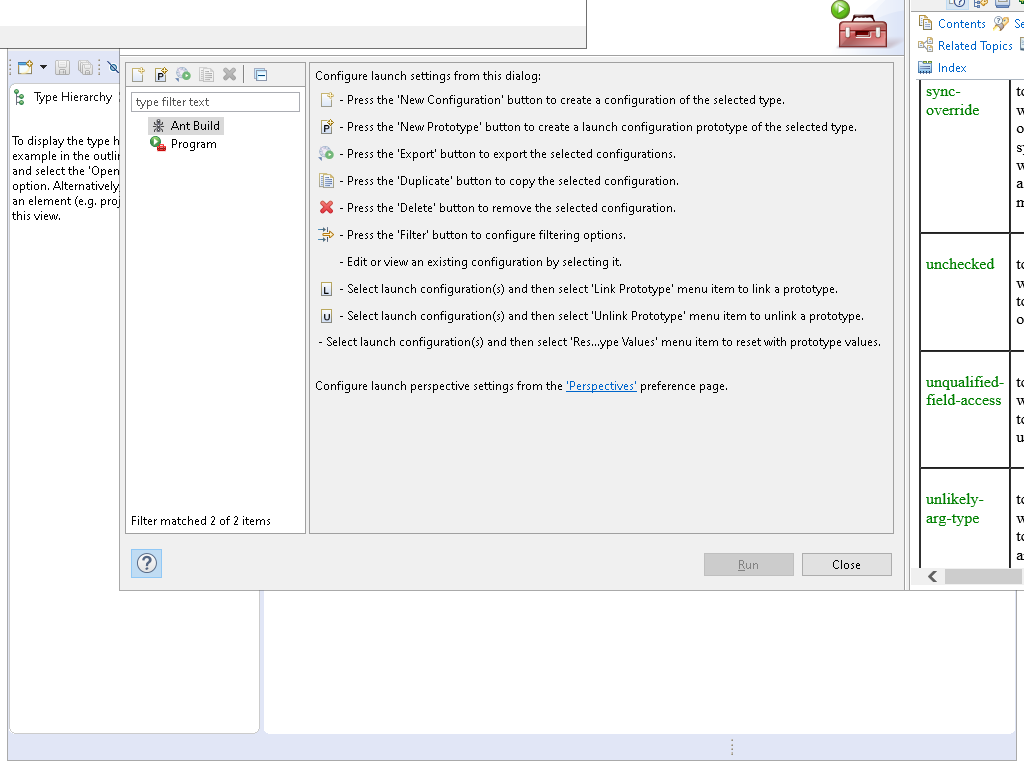 Contents
Se
Related Topics
Index
Type Hierarchy
To display the type h
example in the outli
and select the 'Open
option. Alternatively
an element (e.g. proj
this view.
type filter text
Ant Build
Program
Filter matched 2 of 2 items
Configure launch settings from this dialog:
- Press the 'New Configuration' button to create a configuration of the selected type.
- Press the 'New Prototype' button to create a launch configuration prototype of the selected type.
- Press the 'Export' button to export the selected configurations.
- Press the 'Duplicate' button to copy the selected configuration.
- Press the 'Delete' button to remove the selected configuration.
- Press the 'Filter' button to configure filtering options.
- Edit or view an existing configuration by selecting it.
- Select launch configuration(s) and then select 'Link Prototype' menu item to link a prototype.
- Select launch configuration(s) and then select 'Unlink Prototype' menu item to unlink a prototype.
- Select launch configuration(s) and then select 'Res...ype Values' menu item to reset with prototype values.
Configure launch perspective settings from the 'Perspectives' preference page.
Run
Close
sync-
override
unchecked
unqualified-
field-access
unlikely-
arg-type